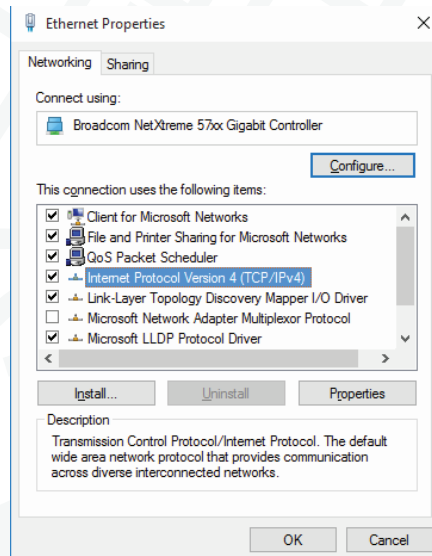 Ethernet Properties
Networking Sharing
Connect using:
Broadcom NetXtreme 57xx Gigabit Controller
Configure...
This connection uses the following items:
Client for Microsoft Networks
File and Printer Sharing for Microsoft Networks
QoS Packet Scheduler
Internet Protocol Version 4 (TCP/IPv4)
Link-Layer Topology Discovery Mapper I/O Driver
Microsoft Network Adapter Multiplexor Protocol
Microsoft LLDP Protocol Driver
Install... Uninstall Properties
Description
Transmission Control Protocol/Internet Protocol. The default
wide area network protocol that provides communication
across diverse interconnected networks.
OK Cancel